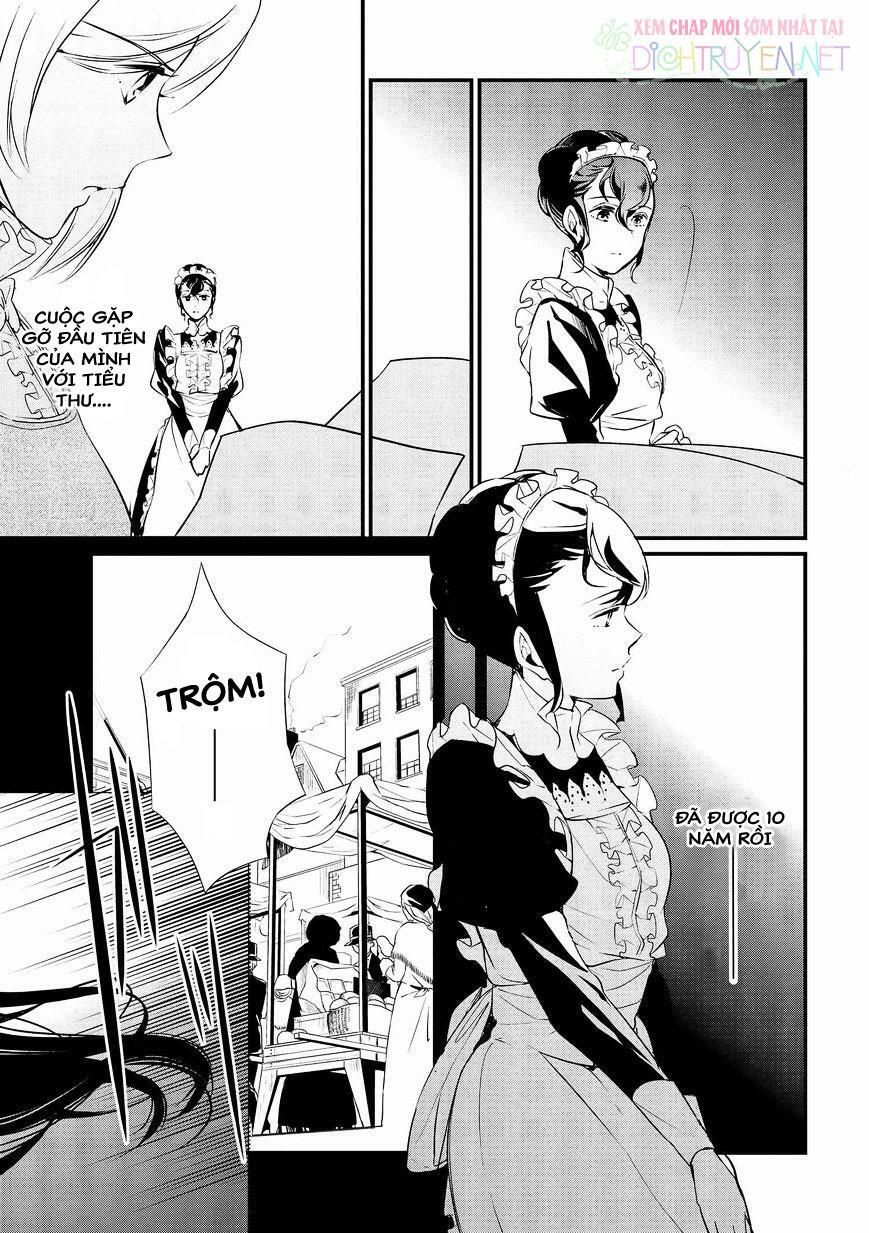 XEM CHAP MỚI SỚM NHẤT TẠI
DICHTRUYEN.NET
CUỘC GẶP
GỠ ĐẦU TIÊN
CỦA MÌNH
VỚI TIỂU
THƯ....
ĐÃ ĐƯỢC 10
NĂM RỒI
TRỘM!